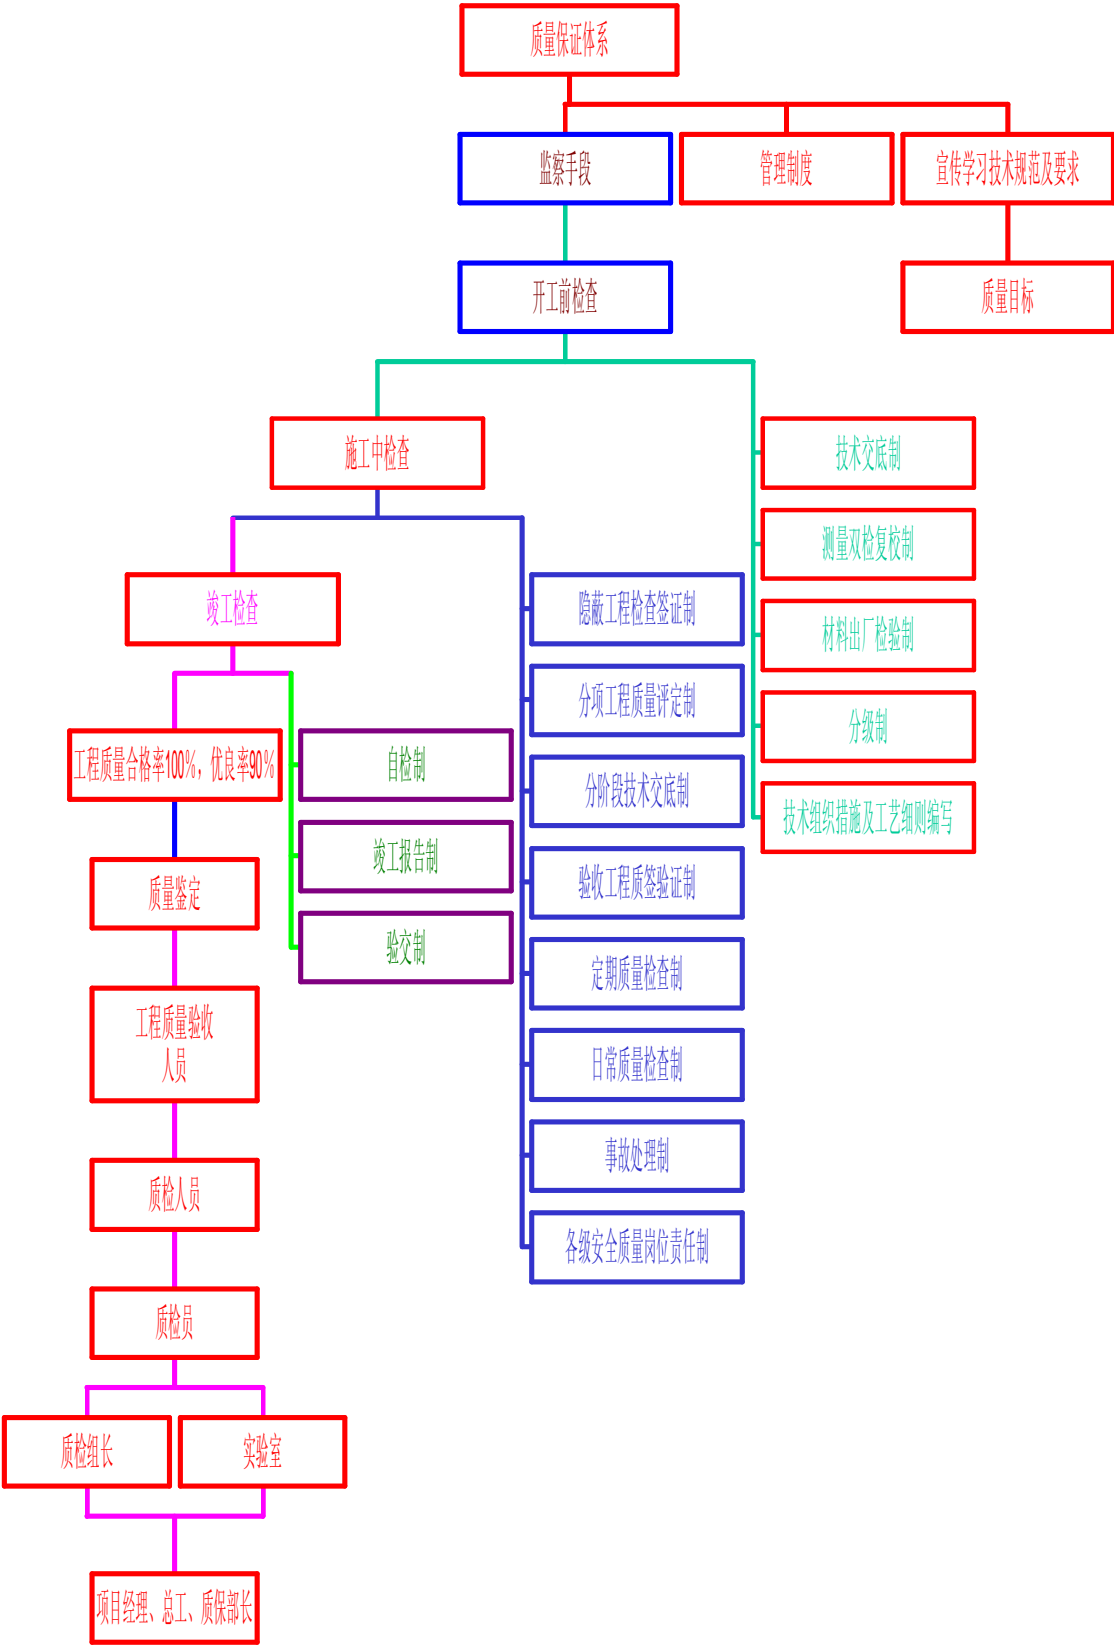 质量保证体系
监察手段
管理制度
宣传学习技术规范及要求
开工前检查
质量目标
施工中检查
技术交底制
测量双检复校制
材料出厂检验制
分级制
技术组织措施及工艺细则编写
竣工检查
隐蔽工程检查签证制
分项工程质量评定制
分阶段技术交底制
验收工程质签验证制
定期质量检查制
日常质量检查制
事故处理制
各级安全质量岗位责任制
工程质量合格率100%，优良率90%
自检制
竣工报告制
验交制
质量鉴定
工程质量验收
人员
质检人员
质检员
质检组长
实验室
项目经理、总工、质保部长